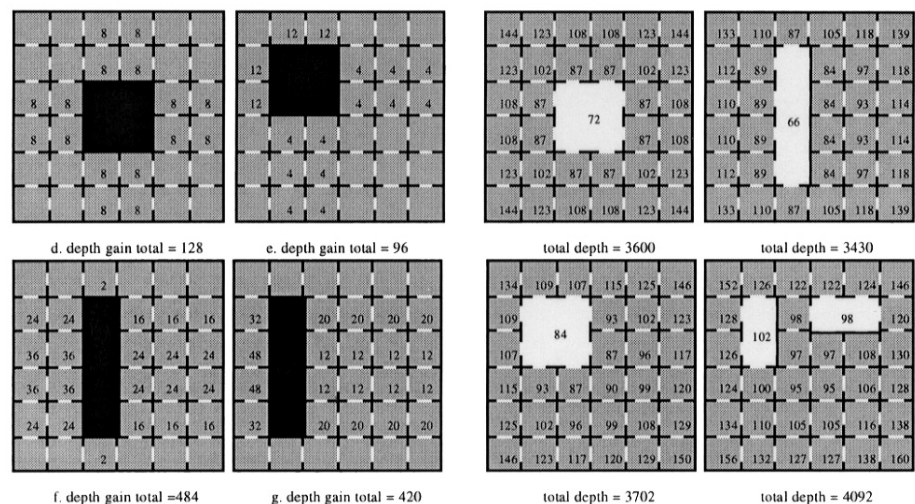 8 8
8 8
8 8 8 8
8 8 8 8
8 8
8 8
d. depth gain total = 128
12 12
12 4 4 4
12 4 4 4
4 4
4 4
4 4
e. depth gain total = 96
144 123 108 108 123 144
123 102 87 87 102 123
108 87 87 108
72
108 87 87 108
123 102 87 87 102 123
144 123 108 108 123 144
total depth = 3600
133 110 87 105 118 139
112 89 84 97 118
110 89 84 93 114
66
110 89 84 93 114
112 89 84 97 118
133 110 87 105 118 139
total depth = 3430
2
24 24 16 16 16
36 36 24 24 24
36 36 24 24 24
24 24 16 16 16
2
f. depth gain total =484
32 20 20 20 20
48 12 12 12 12
48 12 12 12 12
32 20 20 20 20
g. depth gain total = 420
134 109 107 115 125 146
109 93 102 123
84
107 87 96 117
115 93 87 90 99 120
125 102 96 99 108 129
146 123 117 120 129 150
total depth = 3702
152 126 122 122 124 146
128 98 98 120
102
126 97 97 108 130
124 100 95 95 106 128
134 110 105 105 116 138
156 132 127 127 138 160
total depth = 4092